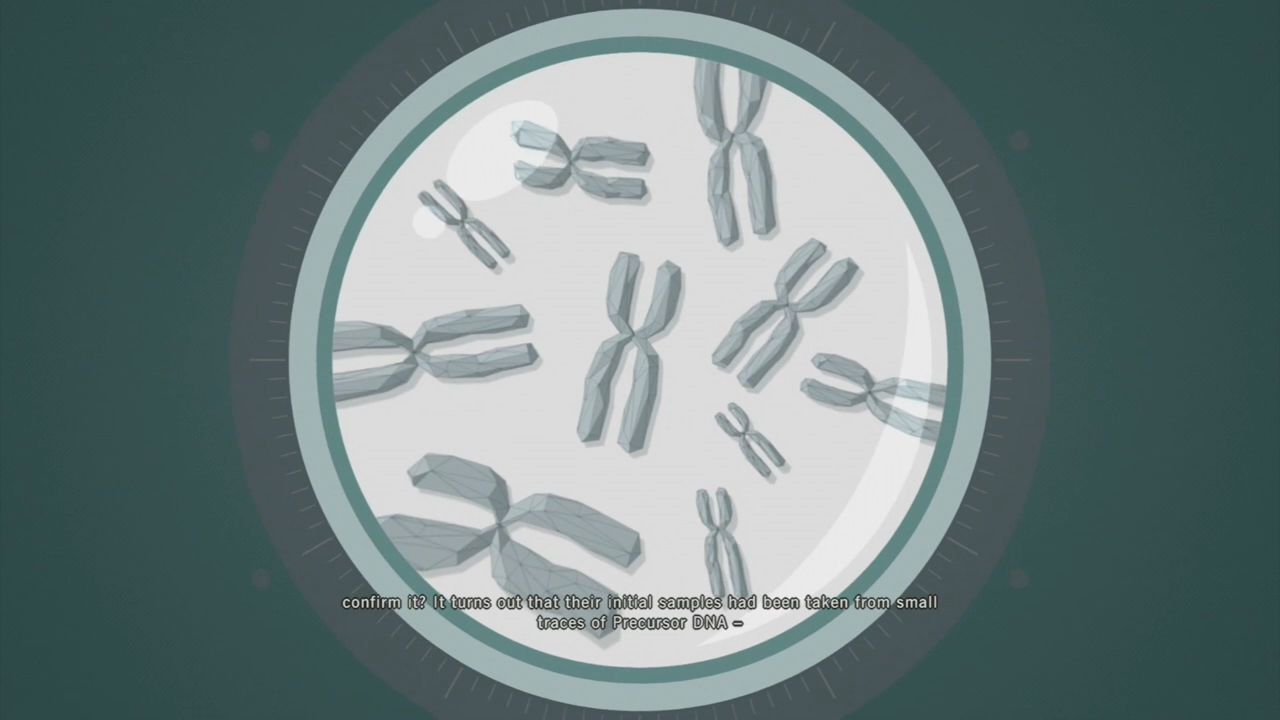 confirm it? It turns out that their initial samples had been taken from small
traces of Precursor DNA –